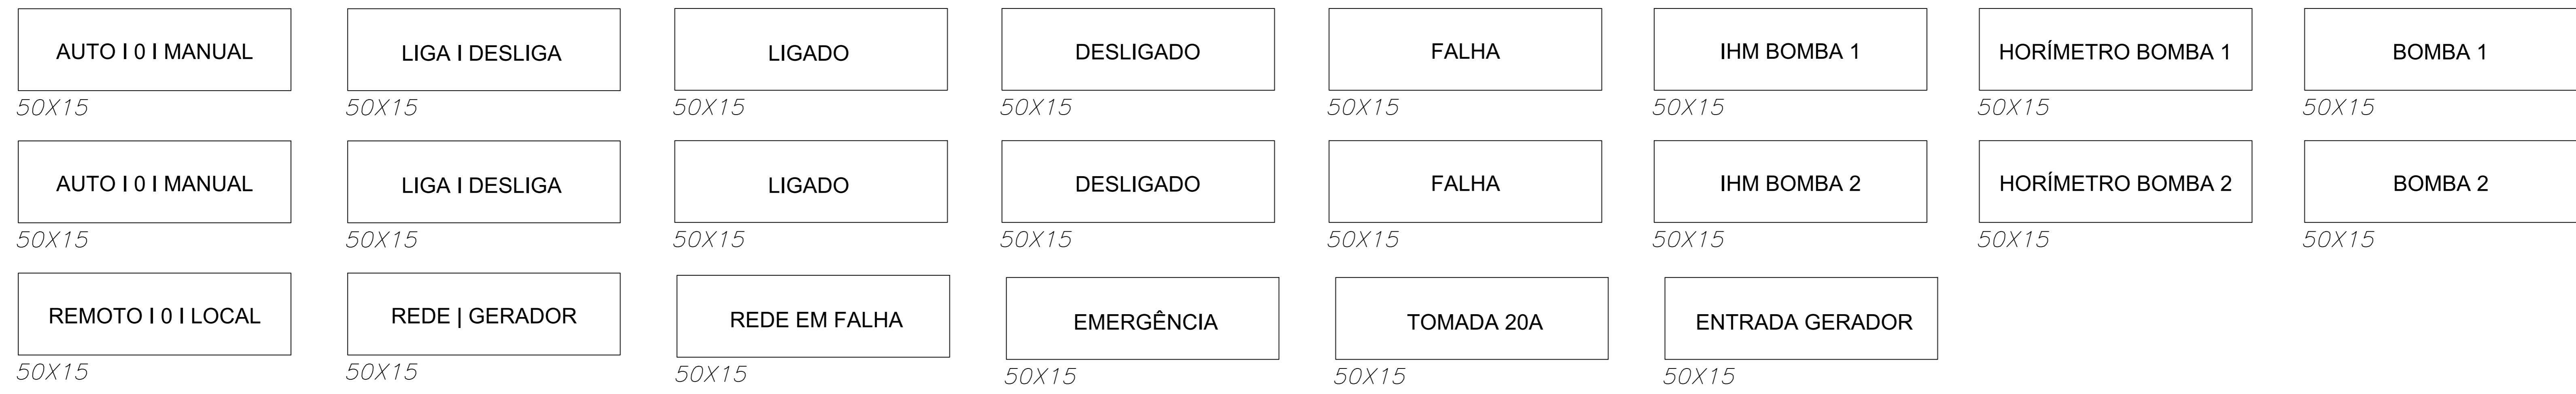 AUTO I 0 I MANUAL LIGA I DESLIGA LIGADO DESLIGADO FALHA IHM BOMBA 1 HORÍMETRO BOMBA 1 BOMBA 1
50X15 50X15 50X15 50X15 50X15 50X15 50X15 50X15
AUTO I 0 I MANUAL LIGA I DESLIGA LIGADO DESLIGADO FALHA IHM BOMBA 2 HORÍMETRO BOMBA 2 BOMBA 2
50X15 50X15 50X15 50X15 50X15 50X15 50X15 50X15
REMOTO I 0 I LOCAL REDE | GERADOR REDE EM FALHA EMERGÊNCIA TOMADA 20A ENTRADA GERADOR
50X15 50X15 50X15 50X15 50X15 50X15